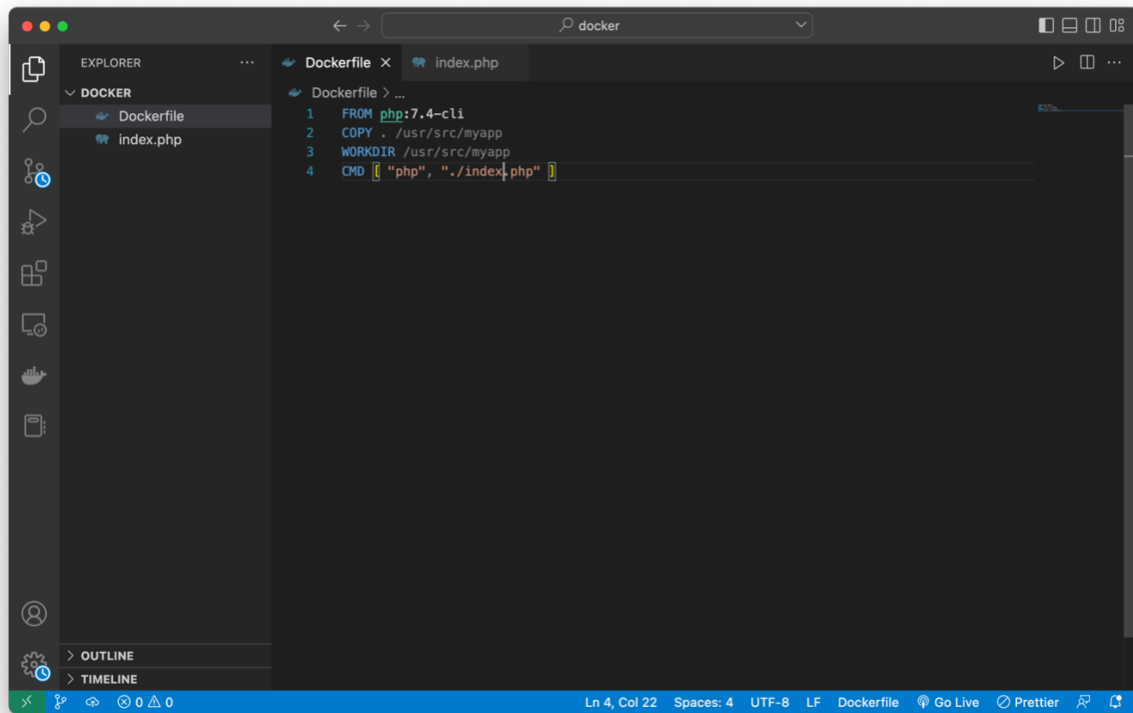 docker
EXPLORER
DOCKER
Dockerfile
index.php
Dockerfile
index.php
Dockerfile > ...
1 FROM php:7.4-cli
2 COPY . /usr/src/myapp
3 WORKDIR /usr/src/myapp
4 CMD [ "php", "./index.php" ]
OUTLINE
TIMELINE
0 0
Ln 4, Col 22 Spaces: 4 UTF-8 LF Dockerfile Go Live Prettier